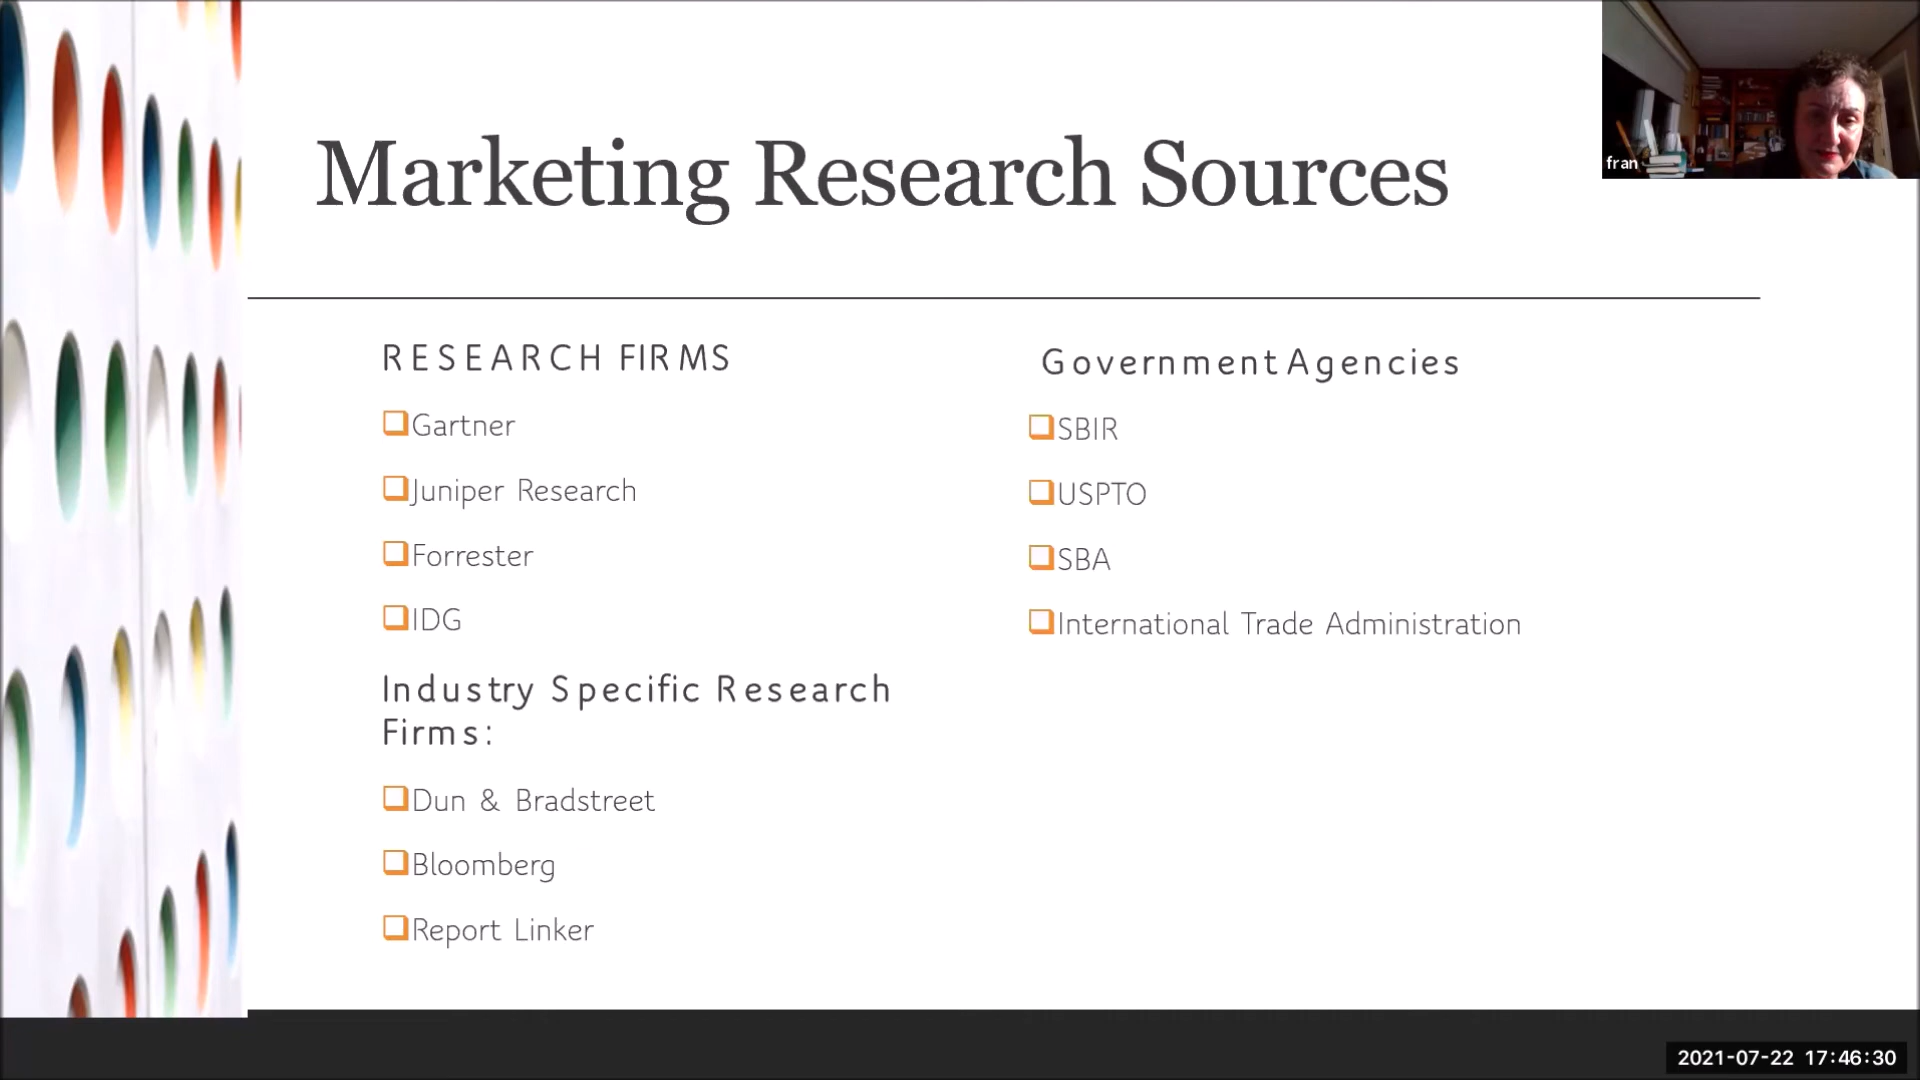 Marketing Research Sources
fran
RESEARCH FIRMS
Gartner
Juniper Research
Forrester
IDG
Industry Specific Research
Firms:
Dun & Bradstreet
Bloomberg
Report Linker
Government Agencies
SBIR
USPTO
SBA
International Trade Administration
2021-07-22 17:46:30